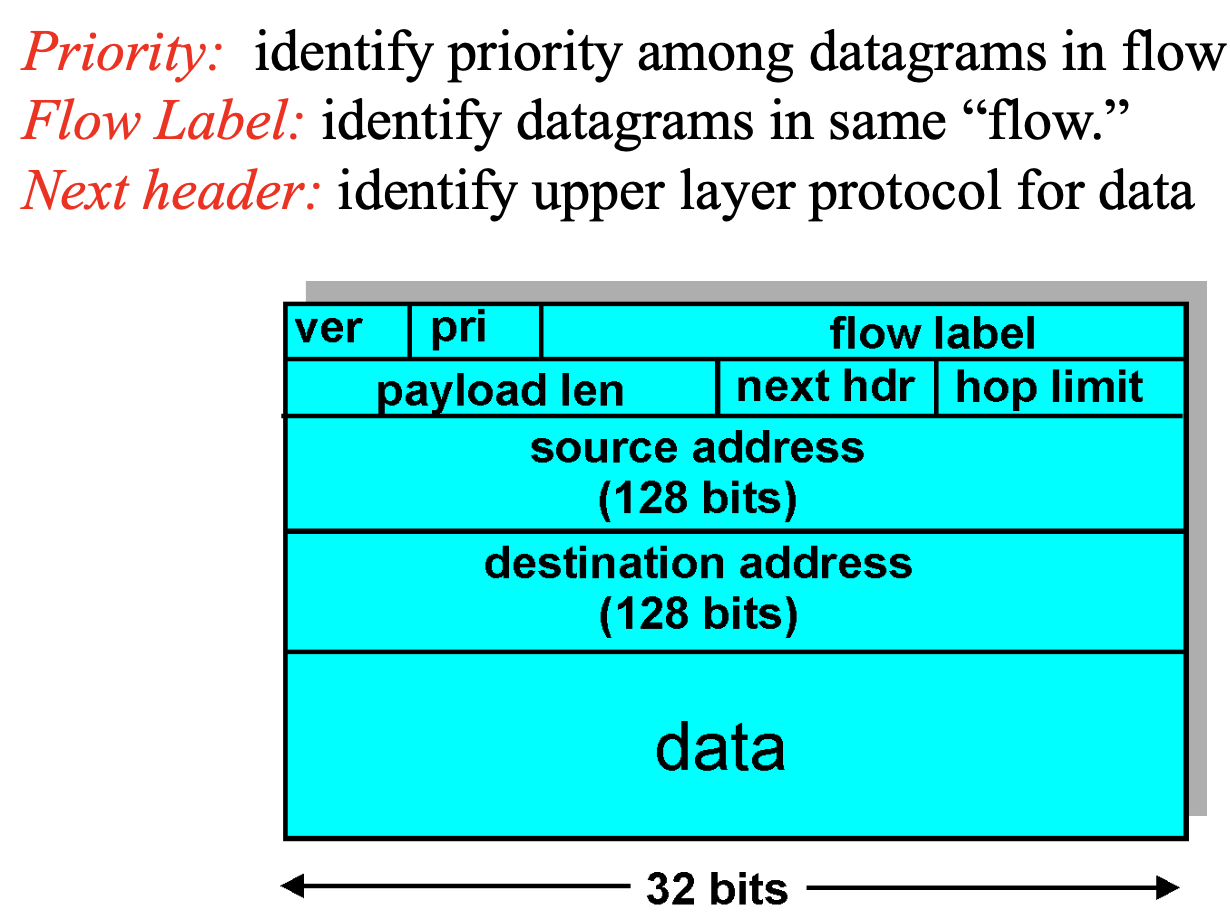 Priority: identify priority among datagrams in flow
Flow Label: identify datagrams in same “flow.”
Next header: identify upper layer protocol for data
ver pri flow label
payload len next hdr hop limit
source address
(128 bits)
destination address
(128 bits)
data
32 bits